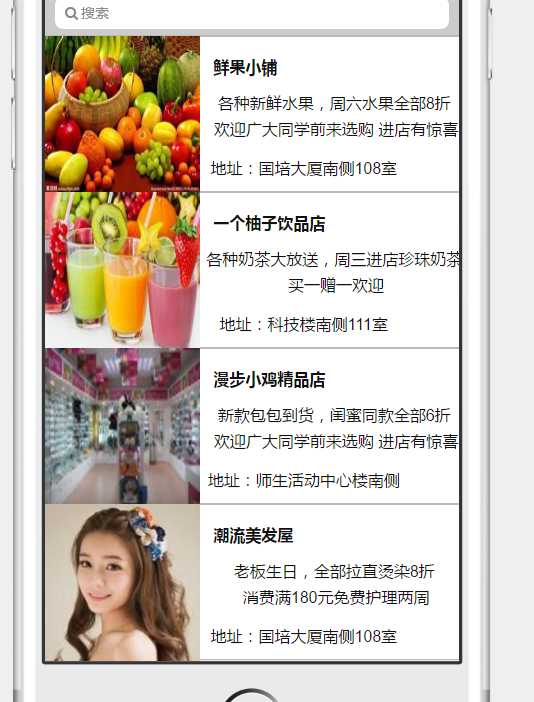 搜索
鲜果小铺
各种新鲜水果，周六水果全部8折
欢迎广大同学前来选购 进店有惊喜
地址：国培大厦南侧108室
一个柚子饮品店
各种奶茶大放送，周三进店珍珠奶茶
买一赠一欢迎
地址：科技楼南侧111室
漫步小鸡精品店
新款包包到货，闺蜜同款全部6折
欢迎广大同学前来选购 进店有惊喜
地址：师生活动中心楼南侧
潮流美发屋
老板生日，全部拉直烫染8折
消费满180元免费护理两周
地址：国培大厦南侧108室